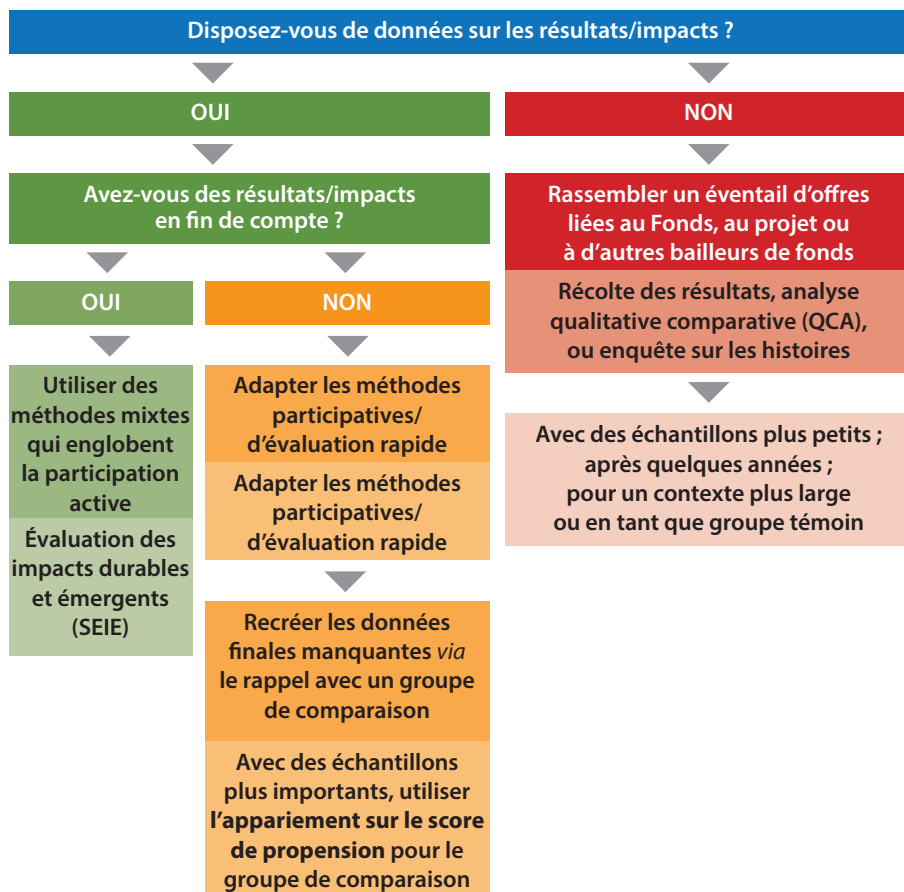 Disposez-vous de données sur les résultats/impacts ?
OUI
NON
Avez-vous des résultats/impacts
en fin de compte ?
OUI
NON
Utiliser des
méthodes mixtes
qui englobent
la participation
active
Évaluation des
impacts durables
et émergents
(SEIE)
Adapter les méthodes
participatives/
d'évaluation rapide
Adapter les méthodes
participatives/
d'évaluation rapide
Recréer les données
finales manquantes via
le rappel avec un groupe
de comparaison
Avec des échantillons
plus importants, utiliser
l'appariement sur le score
de propension pour le
groupe de comparaison
Rassembler un éventail d'offres
liées au Fonds, au projet ou
à d'autres bailleurs de fonds
Récolte des résultats, analyse
qualitative comparative (QCA),
ou enquête sur les histoires
Avec des échantillons plus petits ;
après quelques années ;
pour un contexte plus large
ou en tant que groupe témoin